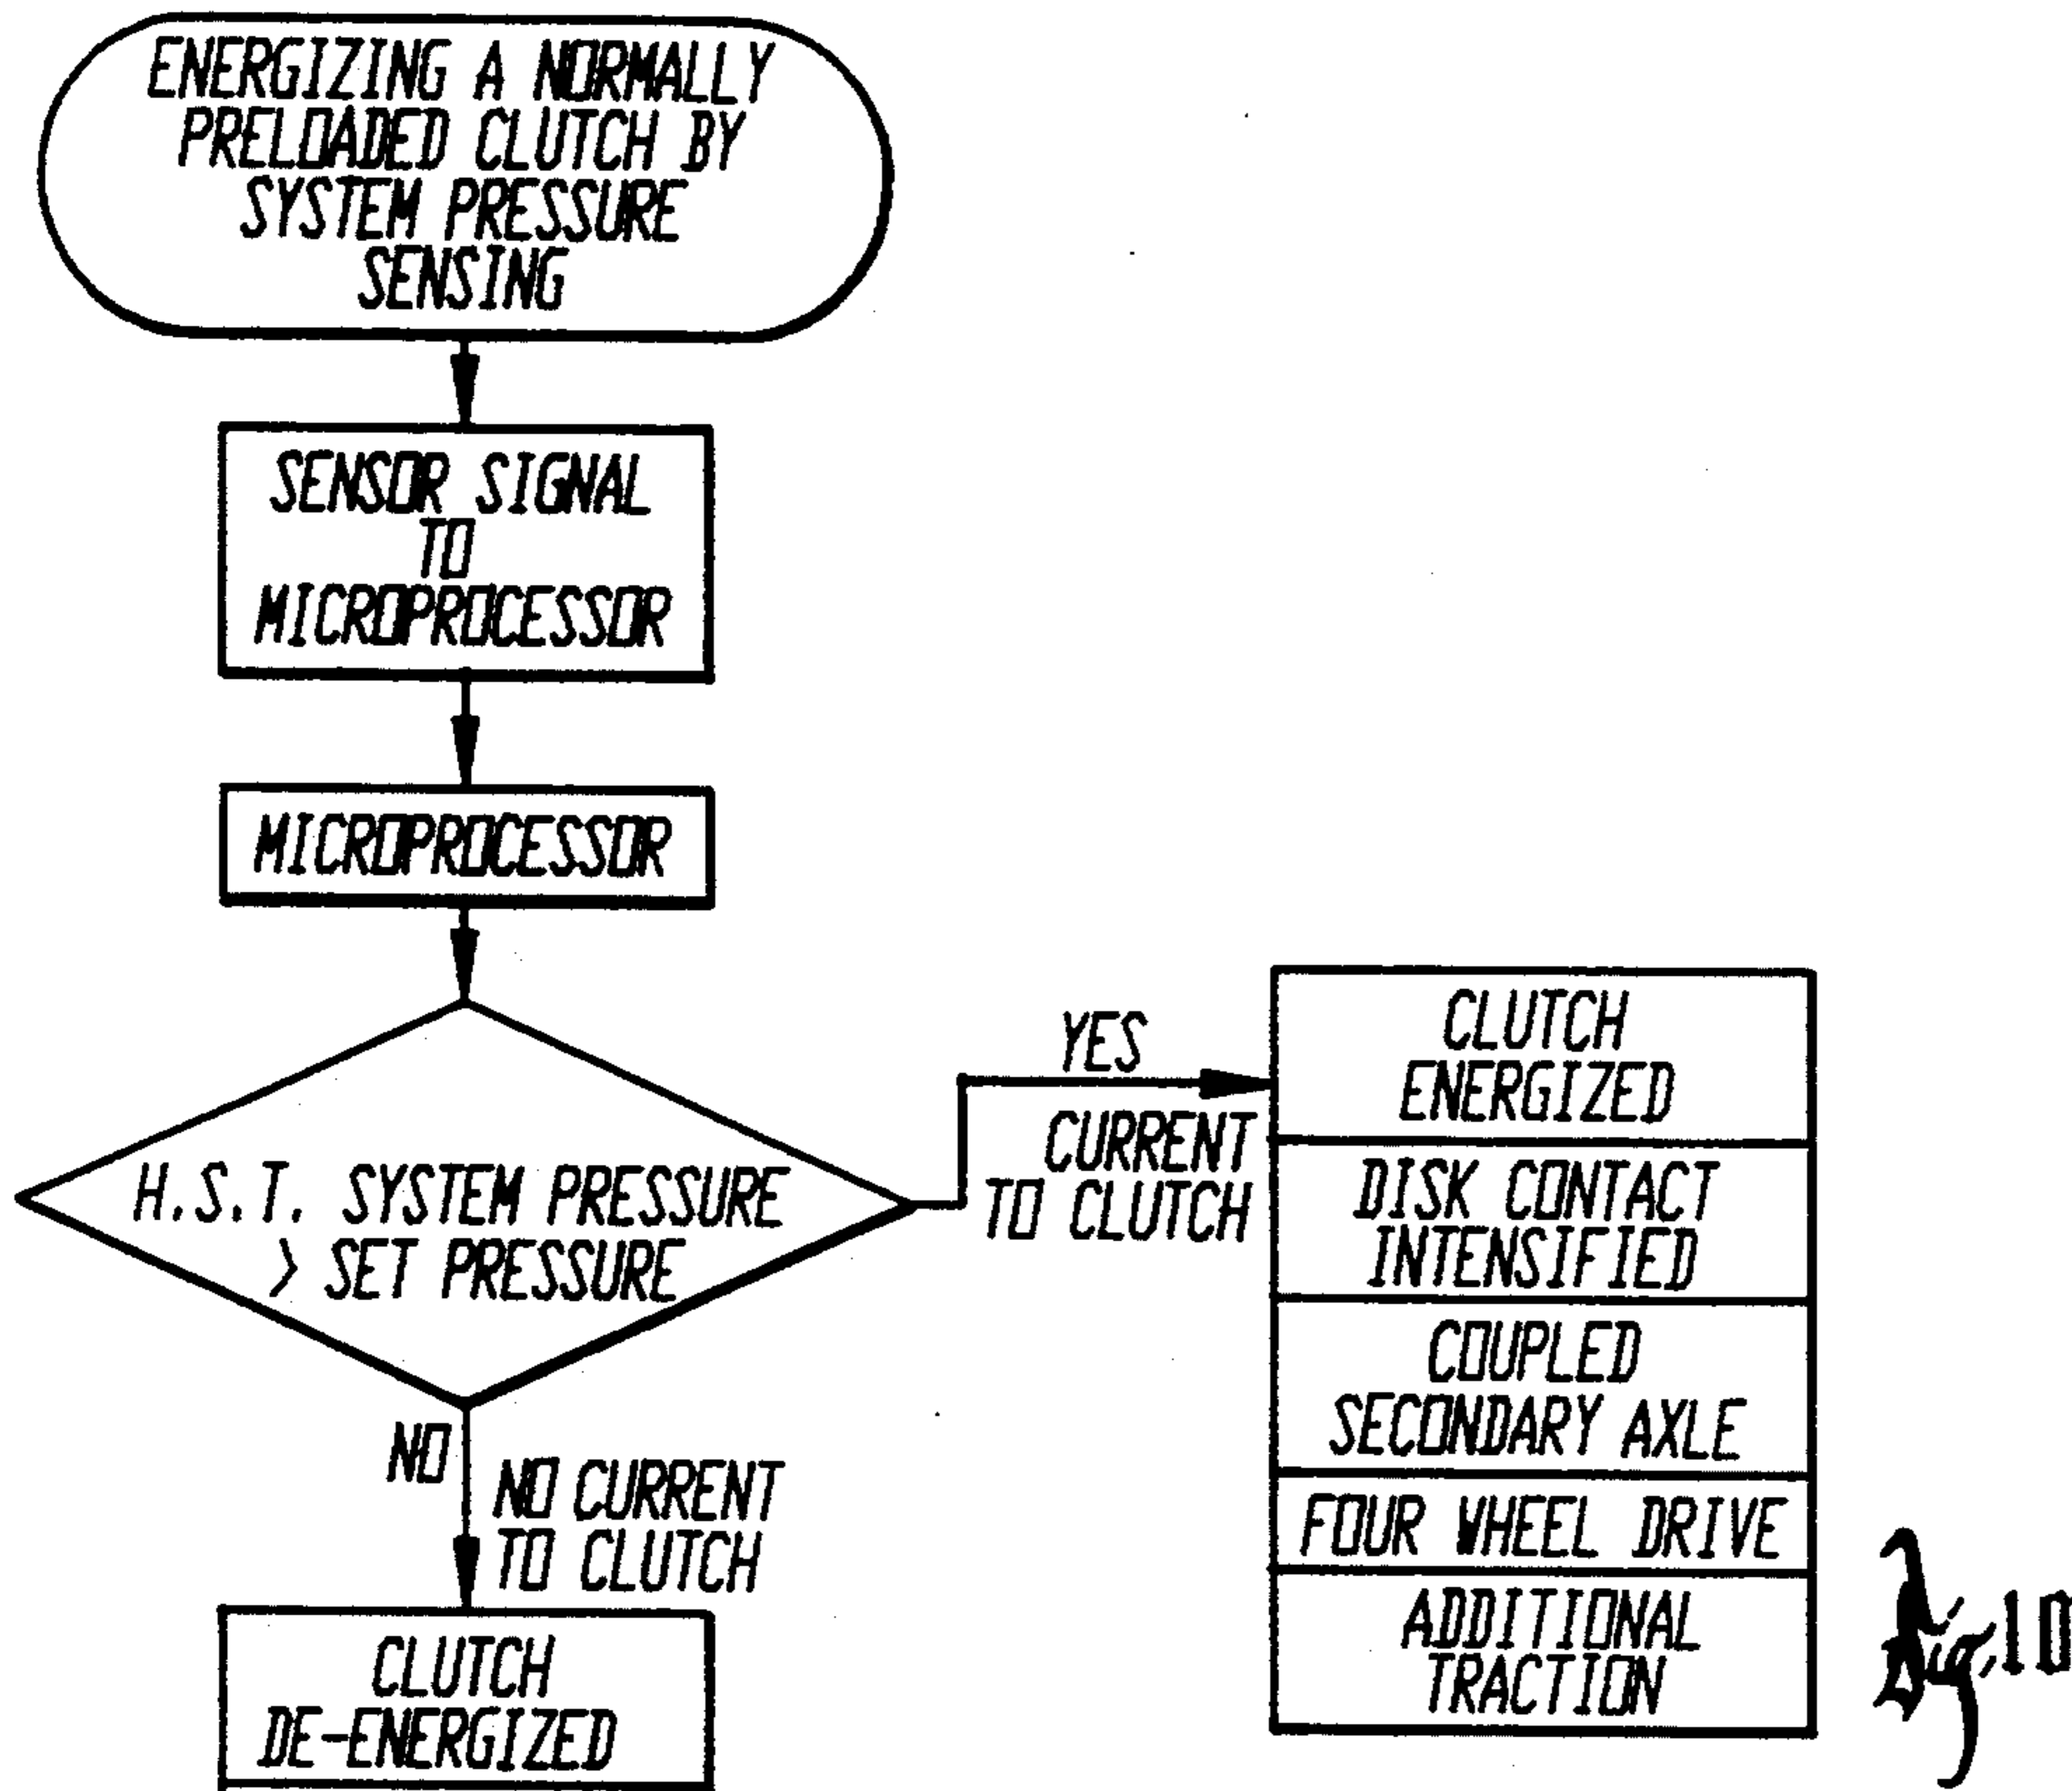 ENERGIZING A NORMALLY
PRELOADED CLUTCH BY
SYSTEM PRESSURE
SENSING
SENSOR SIGNAL
TO
MICROPROCESSOR
MICROPROCESSOR
H.S.T. SYSTEM PRESSURE
> SET PRESSURE
YES
CURRENT
TO CLUTCH
CLUTCH
ENERGIZED
DISK CONTACT
INTENSIFIED
COUPLED
SECONDARY AXLE
FOUR WHEEL DRIVE
ADDITIONAL
TRACTION
NO
NO CURRENT
TO CLUTCH
CLUTCH
DE-ENERGIZED
Fig. 10